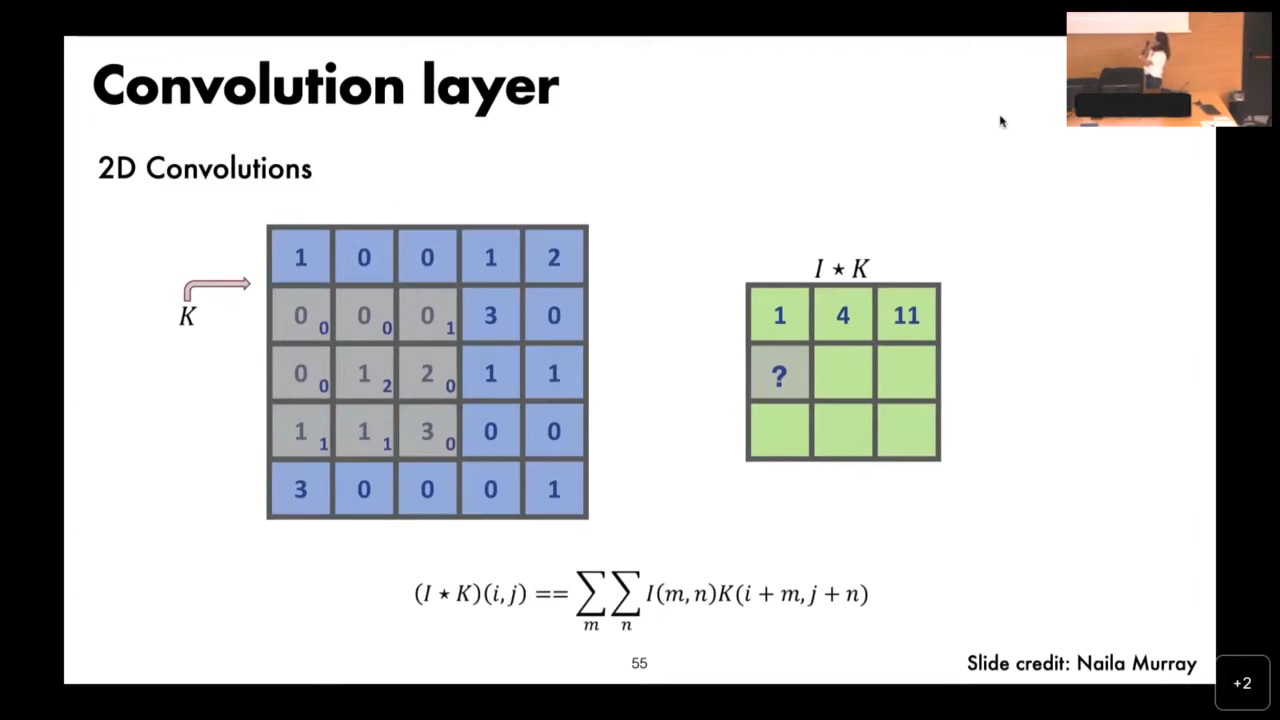 Convolution layer
2D Convolutions
K
1 0 0 1 2
0 0 0 0 0 1 3 0
0 0 1 2 2 0 1 1
1 1 1 1 3 0 0 0
3 0 0 0 1
I ⋆ K
1 4 11
?
(I ⋆ K)(i, j) == ∑m ∑n I(m, n)K(i + m, j + n)
55
Slide credit: Naila Murray
+2